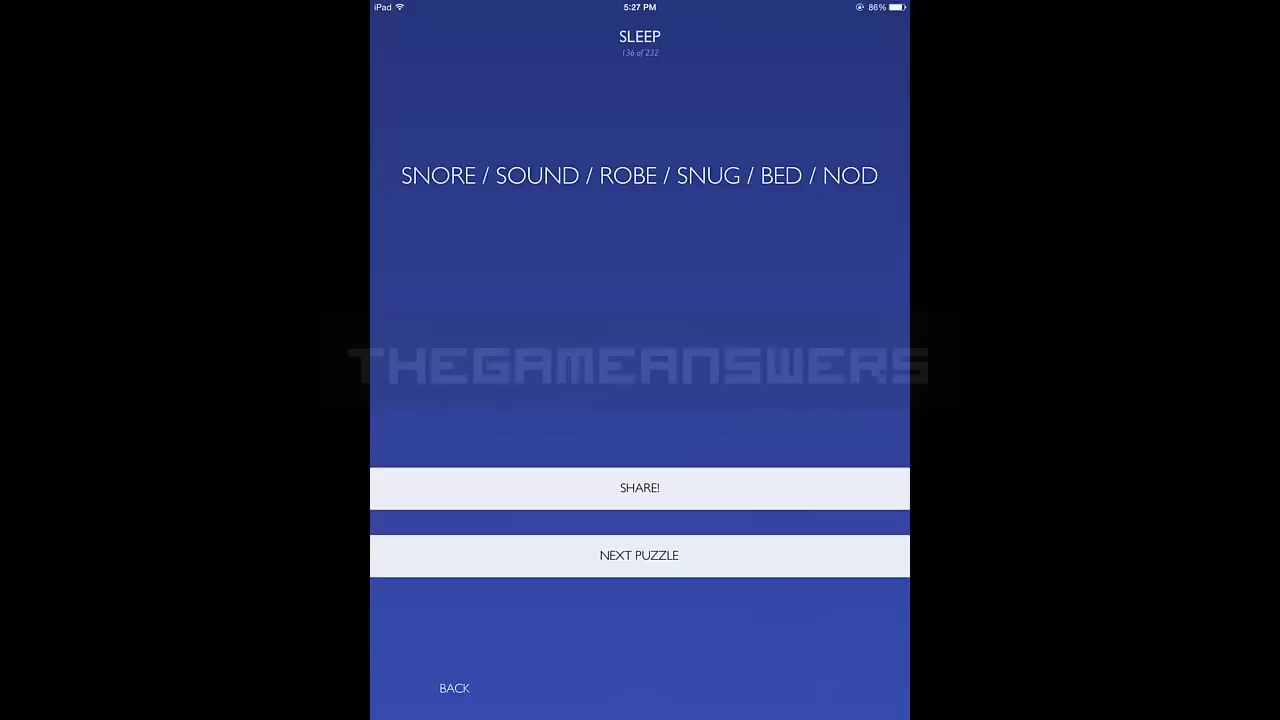 iPad 5:27 PM 86%
SLEEP
136 of 232
SNORE / SOUND / ROBE / SNUG / BED / NOD
THEGAMEANSWERS
SHARE!
NEXT PUZZLE
BACK